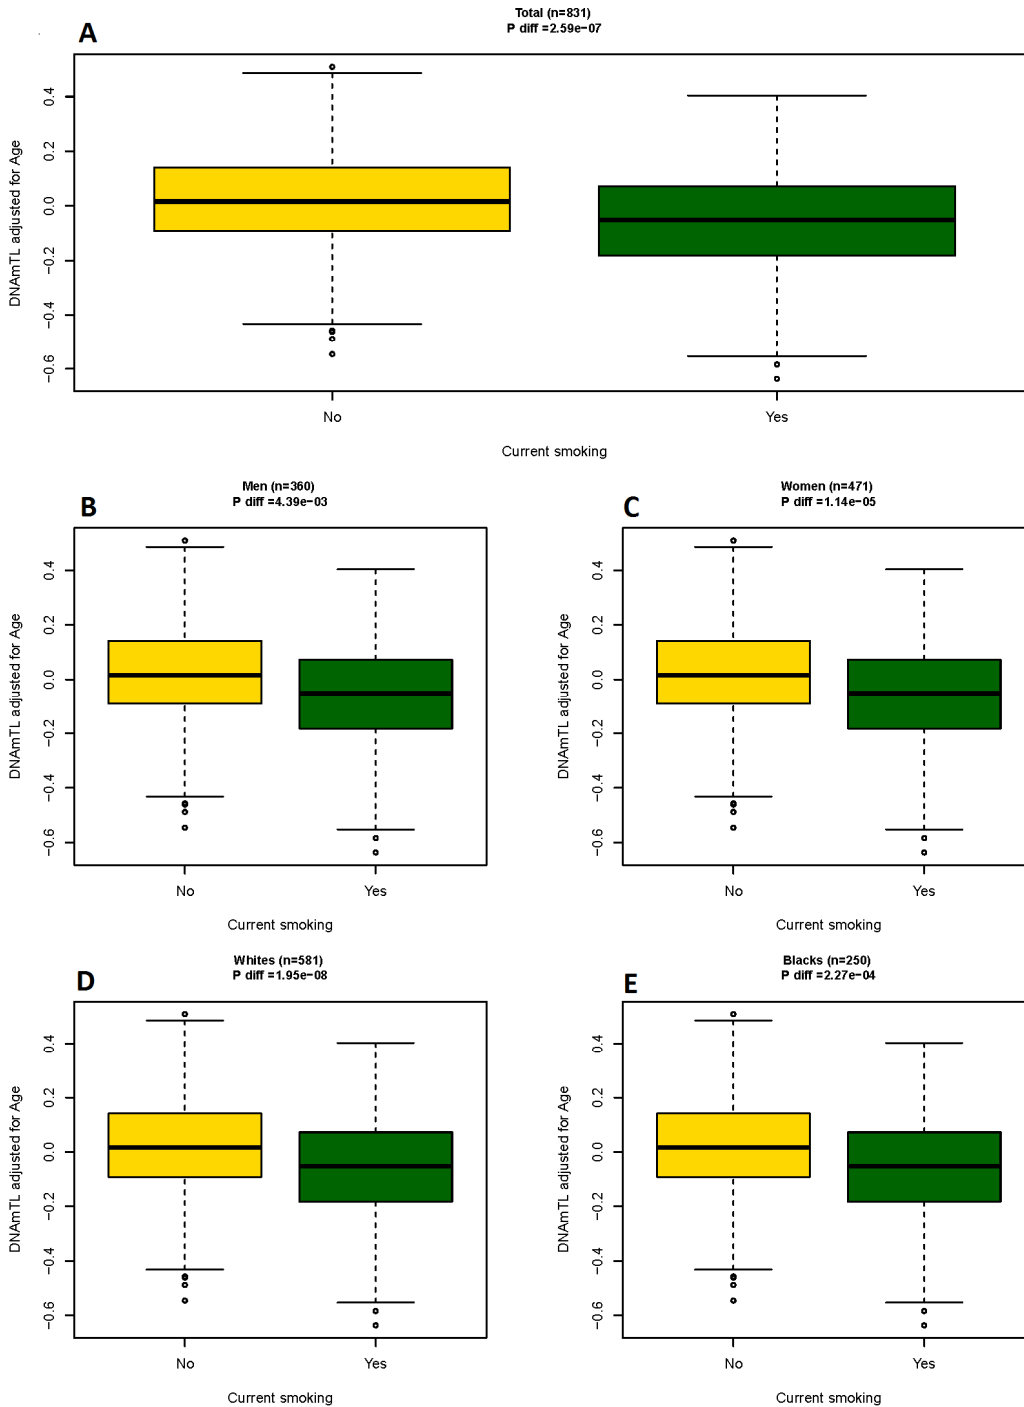 A
Total (n=831)
P diff =2.59e−07
DNAmTL adjusted for Age
0.4
0.2
0.0
−0.2
−0.4
−0.6
No
Yes
Current smoking
B
Men (n=360)
P diff =4.39e−03
DNAmTL adjusted for Age
0.4
0.2
0.0
−0.2
−0.4
−0.6
No
Yes
Current smoking
C
Women (n=471)
P diff =1.14e−05
DNAmTL adjusted for Age
0.4
0.2
0.0
−0.2
−0.4
−0.6
No
Yes
Current smoking
D
Whites (n=581)
P diff =1.95e−08
DNAmTL adjusted for Age
0.4
0.2
0.0
−0.2
−0.4
−0.6
No
Yes
Current smoking
E
Blacks (n=250)
P diff =2.27e−04
DNAmTL adjusted for Age
0.4
0.2
0.0
−0.2
−0.4
−0.6
No
Yes
Current smoking